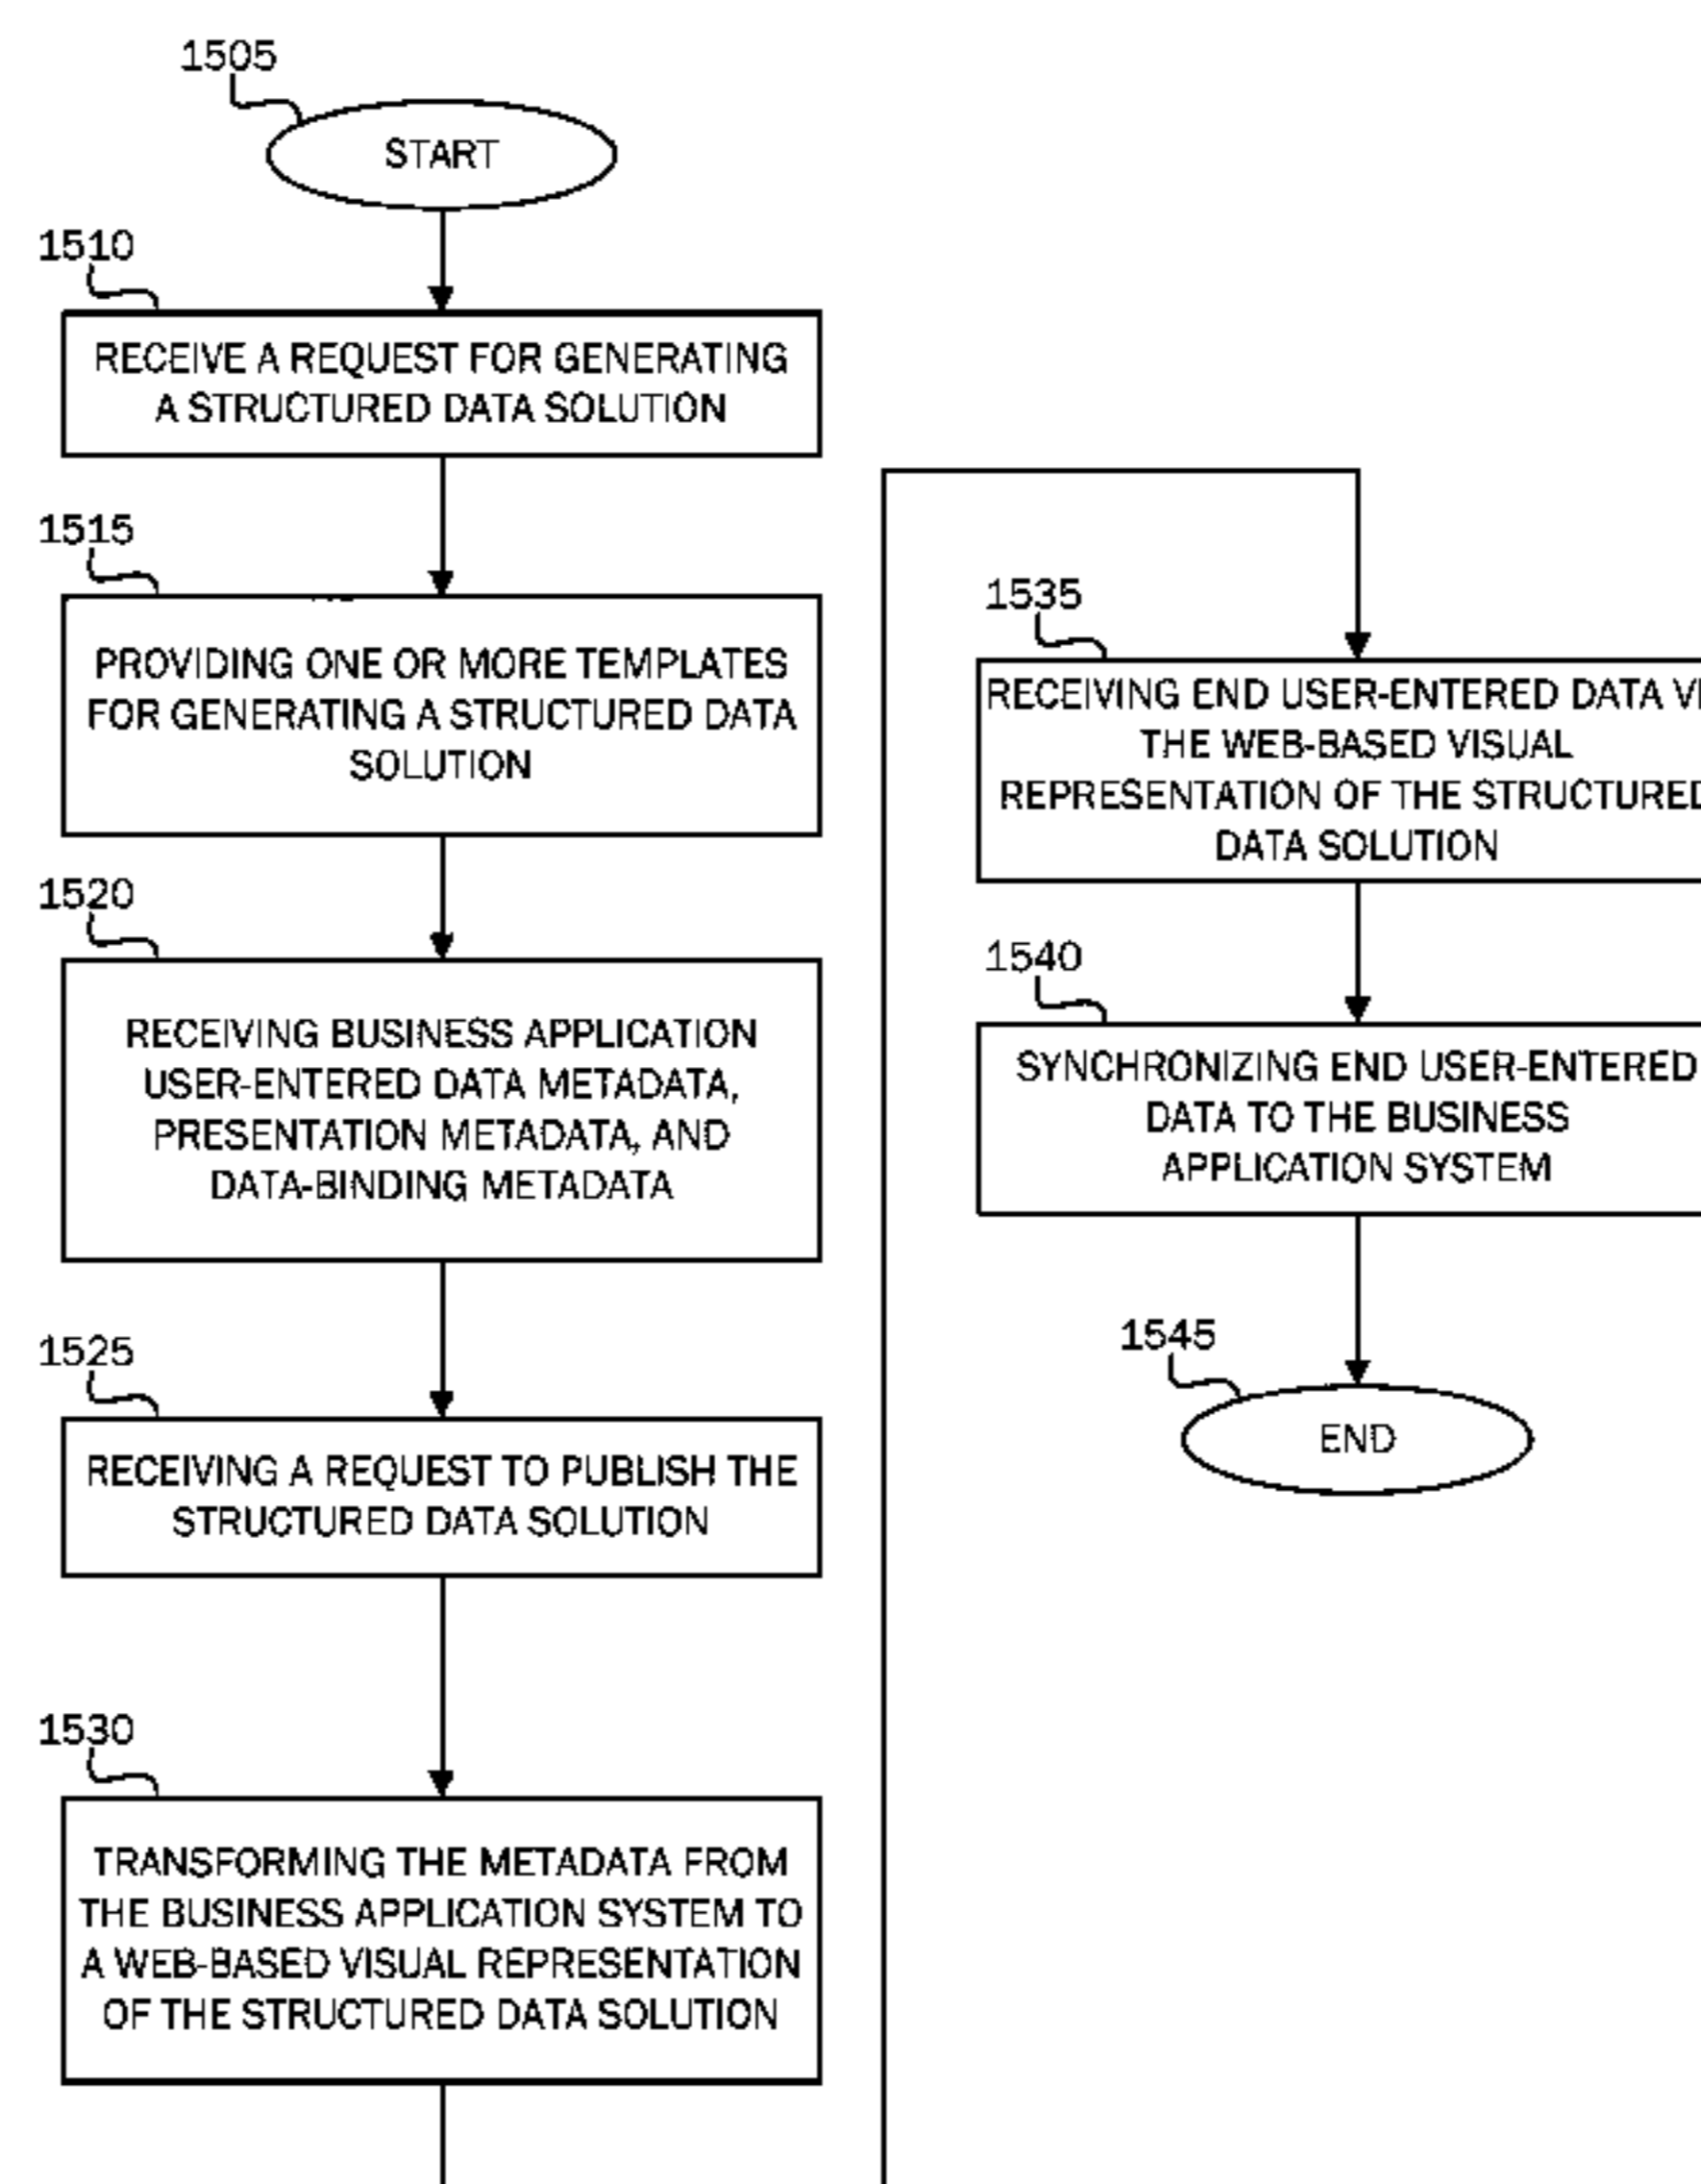 1505
START
1510
RECEIVE A REQUEST FOR GENERATING
A STRUCTURED DATA SOLUTION
1515
PROVIDING ONE OR MORE TEMPLATES
FOR GENERATING A STRUCTURED DATA
SOLUTION
1520
RECEIVING BUSINESS APPLICATION
USER-ENTERED DATA METADATA,
PRESENTATION METADATA, AND
DATA-BINDING METADATA
1525
RECEIVING A REQUEST TO PUBLISH THE
STRUCTURED DATA SOLUTION
1530
TRANSFORMING THE METADATA FROM
THE BUSINESS APPLICATION SYSTEM TO
A WEB-BASED VISUAL REPRESENTATION
OF THE STRUCTURED DATA SOLUTION
1535
RECEIVING END USER-ENTERED DATA
THE WEB-BASED VISUAL
REPRESENTATION OF THE STRUCTURED
DATA SOLUTION
1540
SYNCHRONIZING END USER-ENTERED
DATA TO THE BUSINESS
APPLICATION SYSTEM
1545
END